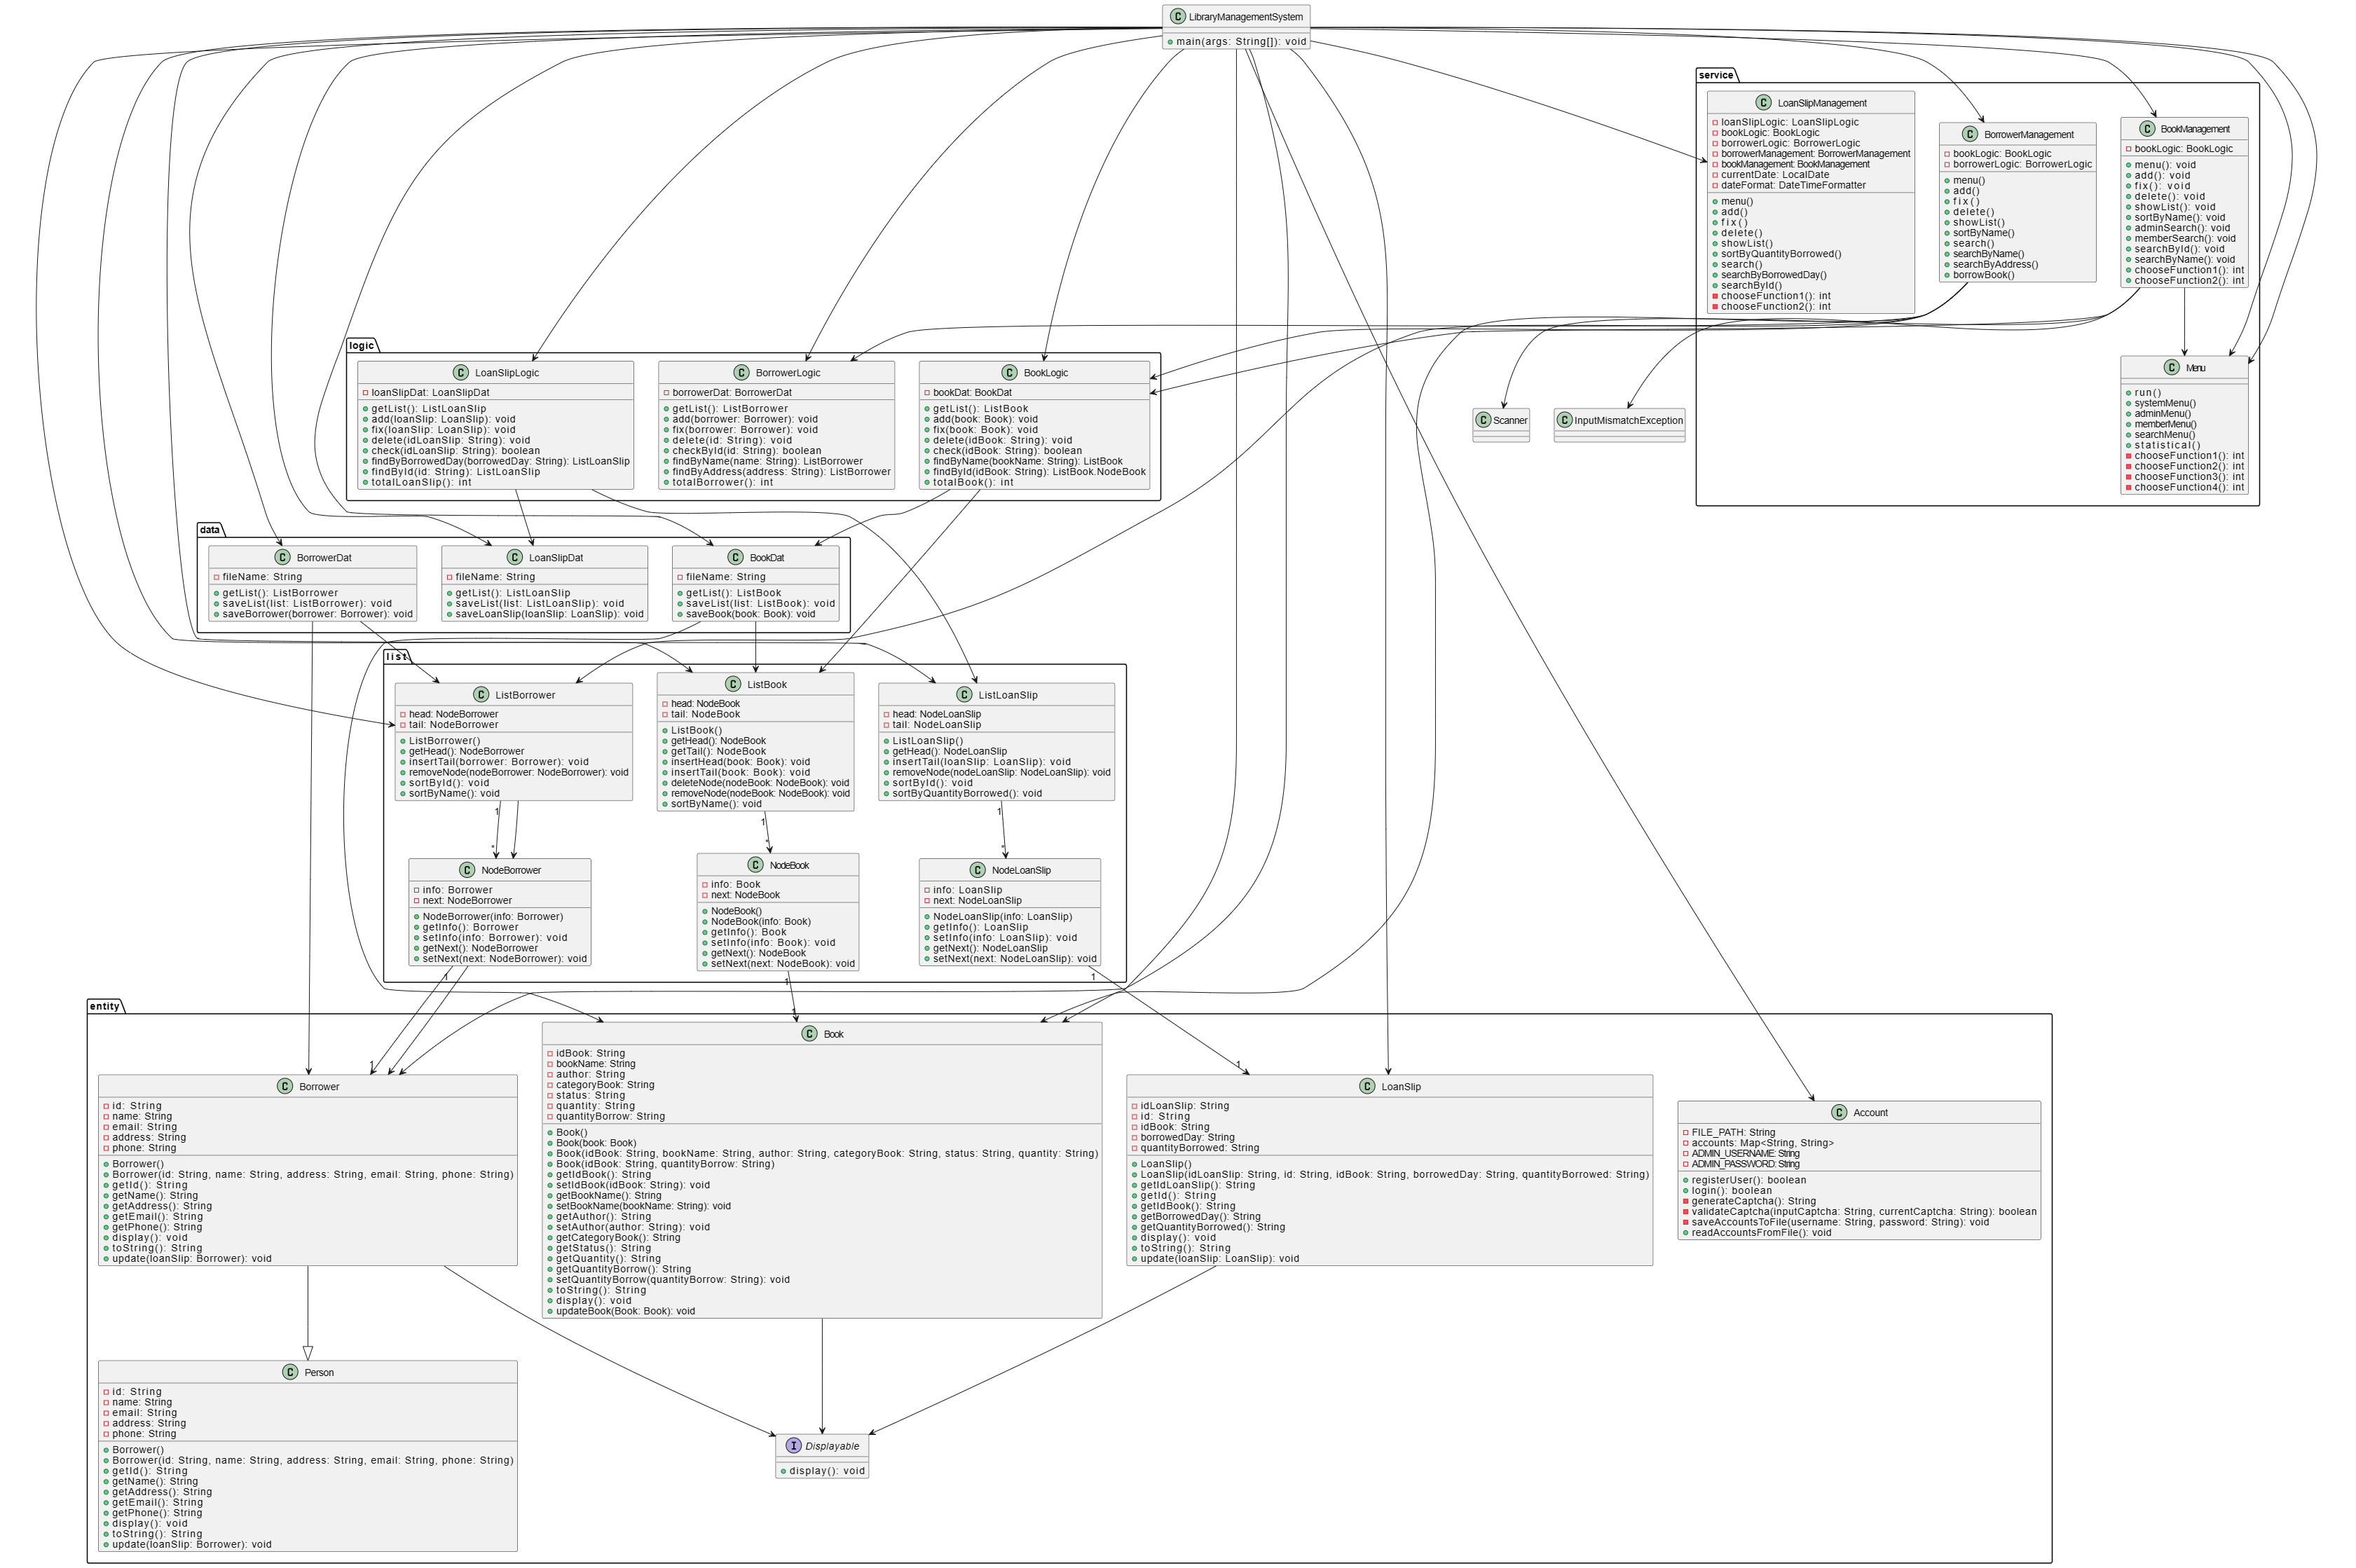 LibraryManagementSystem
main(args: String[]): void
service
LoanSlipManagement
loanSlipLogic: LoanSlipLogic
bookLogic: BookLogic
borrowerLogic: BorrowerLogic
borrowerManagement: BorrowerManagement
bookManagement: BookManagement
currentDate: LocalDate
dateFormat: DateTimeFormatter
menu()
add()
fix()
delete()
showList()
sortByQuantityBorrowed()
search()
searchByBorrowedDay()
searchById()
chooseFunction1(): int
chooseFunction2(): int
BorrowerManagement
bookLogic: BookLogic
borrowerLogic: BorrowerLogic
menu()
add()
fix()
delete()
showList()
sortByName()
search()
searchByName()
searchByAddress()
borrowBook()
BookManagement
bookLogic: BookLogic
menu(): void
add(): void
fix(): void
delete(): void
showList(): void
sortByName(): void
adminSearch(): void
memberSearch(): void
searchById(): void
searchByName(): void
chooseFunction1(): int
chooseFunction2(): int
Menu
run()
systemMenu()
adminMenu()
memberMenu()
searchMenu()
statistical()
chooseFunction1(): int
chooseFunction2(): int
chooseFunction3(): int
chooseFunction4(): int
logic
LoanSlipLogic
loanSlipDat: LoanSlipDat
getList(): ListLoanSlip
add(loanSlip: LoanSlip): void
fix(loanSlip: LoanSlip): void
delete(idLoanSlip: String): void
check(idLoanSlip: String): boolean
findByBorrowedDay(borrowedDay: String): ListLoanSlip
findById(id: String): ListLoanSlip
totalLoanSlip(): int
BorrowerLogic
borrowerDat: BorrowerDat
getList(): ListBorrower
add(borrower: Borrower): void
fix(borrower: Borrower): void
delete(id: String): void
checkById(id: String): boolean
findByName(name: String): ListBorrower
findByAddress(address: String): ListBorrower
totalBorrower(): int
BookLogic
bookDat: BookDat
getList(): ListBook
add(book: Book): void
fix(book: Book): void
delete(idBook: String): void
check(idBook: String): boolean
findByName(bookName: String): ListBook
findById(idBook: String): ListBook.NodeBook
totalBook(): int
Scanner
InputMismatchException
data
BorrowerDat
fileName: String
getList(): ListBorrower
saveList(list: ListBorrower): void
saveBorrower(borrower: Borrower): void
LoanSlipDat
fileName: String
getList(): ListLoanSlip
saveList(list: ListLoanSlip): void
saveLoanSlip(loanSlip: LoanSlip): void
BookDat
fileName: String
getList(): ListBook
saveList(list: ListBook): void
saveBook(book: Book): void
list
ListBorrower
head: NodeBorrower
tail: NodeBorrower
ListBorrower()
getHead(): NodeBorrower
insertTail(borrower: Borrower): void
removeNode(nodeBorrower: NodeBorrower): void
sortById(): void
sortByName(): void
ListBook
head: NodeBook
tail: NodeBook
ListBook()
getHead(): NodeBook
getTail(): NodeBook
insertHead(book: Book): void
insertTail(book: Book): void
deleteNode(nodeBook: NodeBook): void
removeNode(nodeBook: NodeBook): void
sortByName(): void
ListLoanSlip
head: NodeLoanSlip
tail: NodeLoanSlip
ListLoanSlip()
getHead(): NodeLoanSlip
insertTail(loanSlip: LoanSlip): void
removeNode(nodeLoanSlip: NodeLoanSlip): void
sortById(): void
sortByQuantityBorrowed(): void
1
*
1
*
1
*
NodeBorrower
info: Borrower
next: NodeBorrower
NodeBorrower(info: Borrower)
getInfo(): Borrower
setInfo(info: Borrower): void
getNext(): NodeBorrower
setNext(next: NodeBorrower): void
NodeBook
info: Book
next: NodeBook
NodeBook()
NodeBook(info: Book)
getInfo(): Book
setInfo(info: Book): void
getNext(): NodeBook
setNext(next: NodeBook): void
NodeLoanSlip
info: LoanSlip
next: NodeLoanSlip
NodeLoanSlip(info: LoanSlip)
getInfo(): LoanSlip
setInfo(info: LoanSlip): void
getNext(): NodeLoanSlip
setNext(next: NodeLoanSlip): void
1
1
1
1
1
1
entity
Borrower
id: String
name: String
email: String
address: String
phone: String
Borrower()
Borrower(id: String, name: String, address: String, email: String, phone: String)
getId(): String
getName(): String
getAddress(): String
getEmail(): String
getPhone(): String
display(): void
toString(): String
update(loanSlip: Borrower): void
Book
idBook: String
bookName: String
author: String
categoryBook: String
status: String
quantity: String
quantityBorrow: String
Book()
Book(book: Book)
Book(idBook: String, bookName: String, author: String, categoryBook: String, status: String, quantity: String)
Book(idBook: String, quantityBorrow: String)
getIdBook(): String
setIdBook(idBook: String): void
getBookName(): String
setBookName(bookName: String): void
getAuthor(): String
setAuthor(author: String): void
getCategoryBook(): String
getStatus(): String
getQuantity(): String
getQuantityBorrow(): String
setQuantityBorrow(quantityBorrow: String): void
toString(): String
display(): void
updateBook(Book: Book): void
LoanSlip
idLoanSlip: String
id: String
idBook: String
borrowedDay: String
quantityBorrowed: String
LoanSlip()
LoanSlip(idLoanSlip: String, id: String, idBook: String, borrowedDay: String, quantityBorrowed: String)
getIdLoanSlip(): String
getId(): String
getIdBook(): String
getBorrowedDay(): String
getQuantityBorrowed(): String
display(): void
toString(): String
update(loanSlip: LoanSlip): void
Account
FILE_PATH: String
accounts: Map<String, String>
ADMIN_USERNAME: String
ADMIN_PASSWORD: String
registerUser(): boolean
login(): boolean
generateCaptcha(): String
validateCaptcha(inputCaptcha: String, currentCaptcha: String): boolean
saveAccountsToFile(username: String, password: String): void
readAccountsFromFile(): void
Person
id: String
name: String
email: String
address: String
phone: String
Borrower()
Borrower(id: String, name: String, address: String, email: String, phone: String)
getId(): String
getName(): String
getAddress(): String
getEmail(): String
getPhone(): String
display(): void
toString(): String
update(loanSlip: Borrower): void
Displayable
display(): void